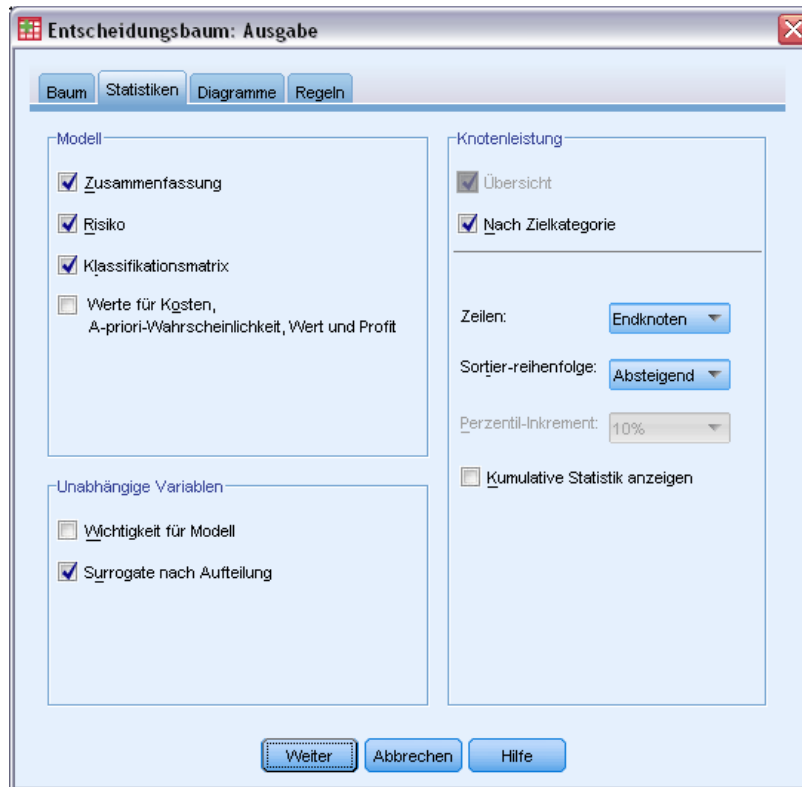 Entscheidungsbaum: Ausgabe
Baum Statistiken Diagramme Regeln
Modell
Zusammenfassung
Risiko
Klassifikationsmatrix
Werte für Kosten,
A-priori-Wahrscheinlichkeit, Wert und Profit
Unabhängige Variablen
Wichtigkeit für Modell
Surrogate nach Aufteilung
Knotenleistung
Übersicht
Nach Zielkategorie
Zeilen: Endknoten
Sortier-reihenfolge: Absteigend
Perzentil-Inkrement: 10%
Kumulative Statistik anzeigen
Weiter Abbrechen Hilfe